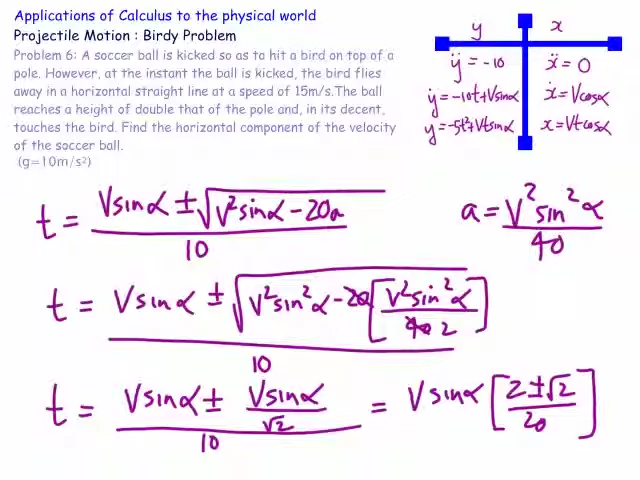 Applications of Calculus to the physical world
Projectile Motion : Birdy Problem
Problem 6: A soccer ball is kicked so as to hit a bird on top of a
pole. However, at the instant the ball is kicked, the bird flies
away in a horizontal straight line at a speed of 15m/s.The ball
reaches a height of double that of the pole and, in its decent,
touches the bird. Find the horizontal component of the velocity
of the soccer ball.
(g=10m/s²)
y x
ÿ = -10 ẍ = 0
ẏ = -10t+Vsinα ẋ = Vcosα
y = -5t²+Vtsinα x = Vtcosα
t = Vsinα ± √(V²sinα - 20a) / 10
a = V²sin²α / 40
t = Vsinα ± √(V²sin²α - 20[V²sin²α / 40 2]) / 10
t = Vsinα ± Vsinα/√2 / 10 = Vsinα [2±√2 / 20]